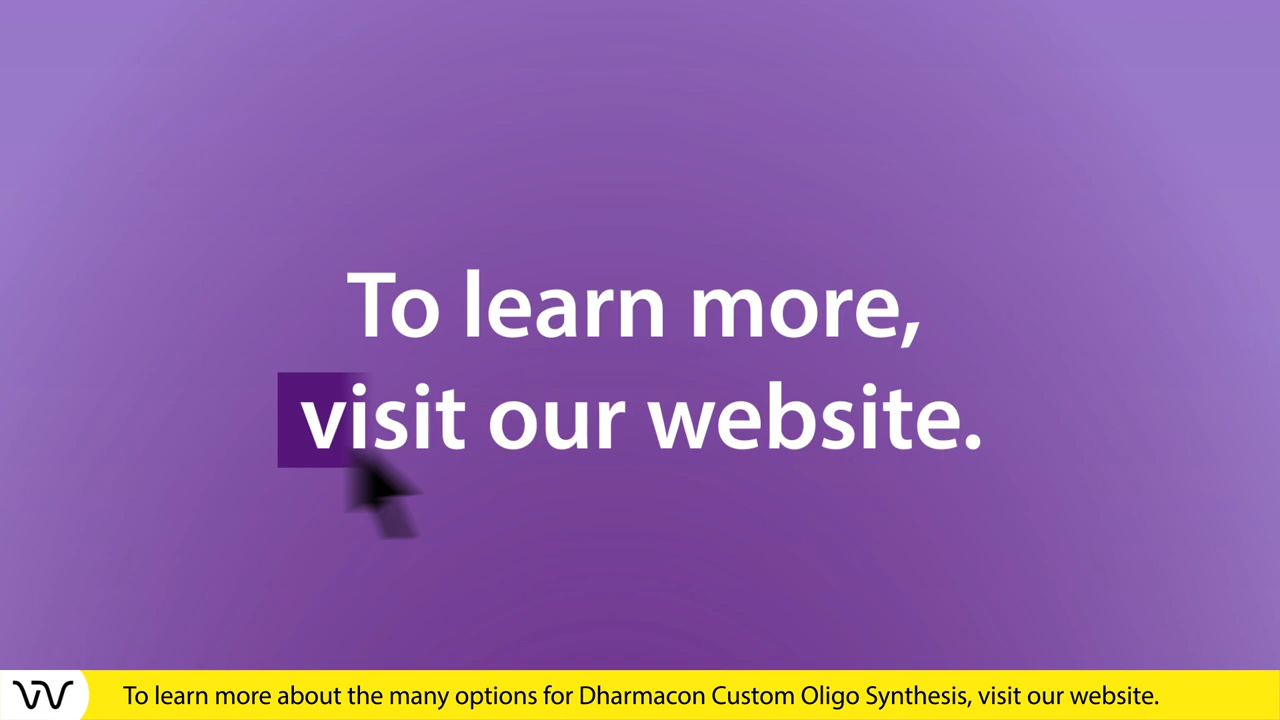 To learn more,
visit our website.
To learn more about the many options for Dharmacon Custom Oligo Synthesis, visit our website.